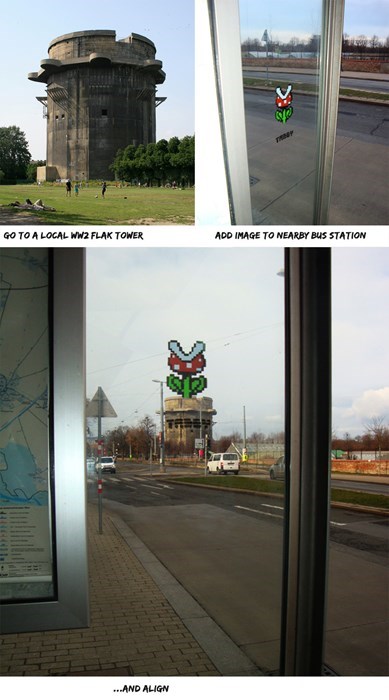 GO TO A LOCAL WW2 FLAK TOWER
ADD IMAGE TO NEARBY BUS STATION
...AND ALIGN